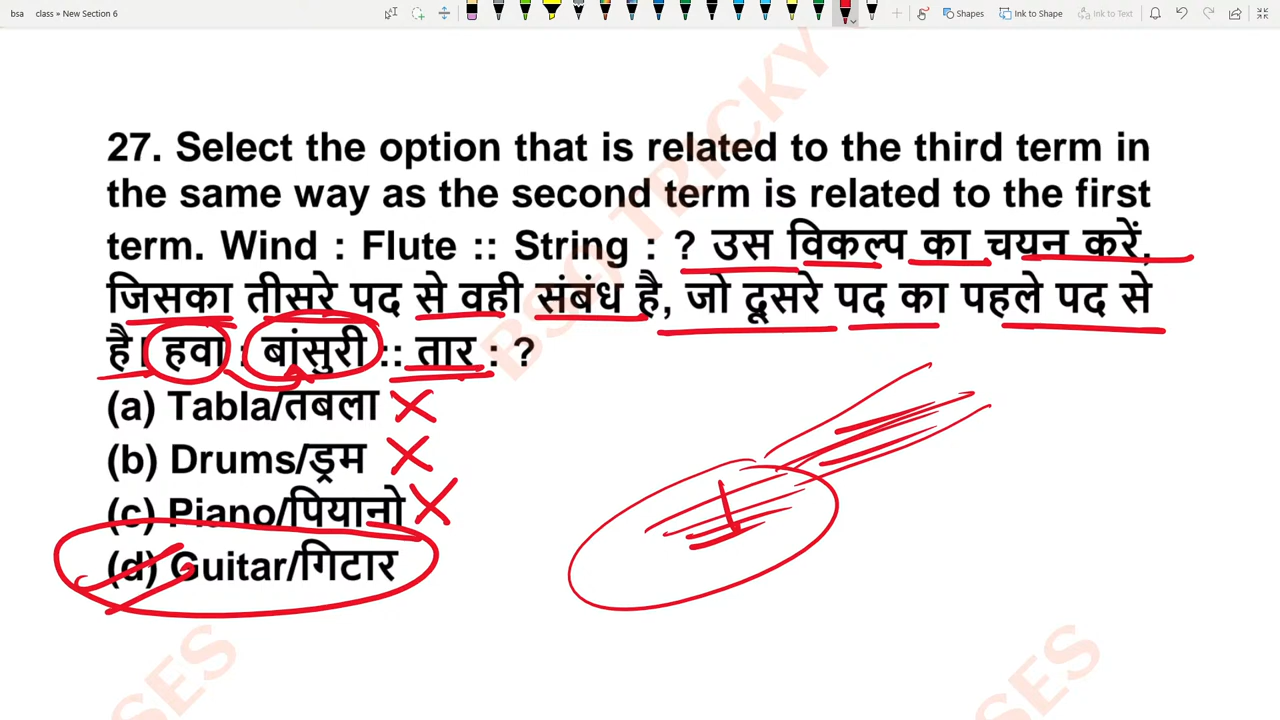 bsa class » New Section 6 Shapes Ink to Shape Ink to Text
27. Select the option that is related to the third term in
the same way as the second term is related to the first
term. Wind : Flute :: String : ? उस विकल्प का चयन करें,
जिसका तीसरे पद से वही संबंध है, जो दूसरे पद का पहले पद से
है। हवा : बांसुरी :: तार : ?
(a) Tabla/तबला
(b) Drums/ड्रम
(c) Piano/पियानो
(d) Guitar/गिटार